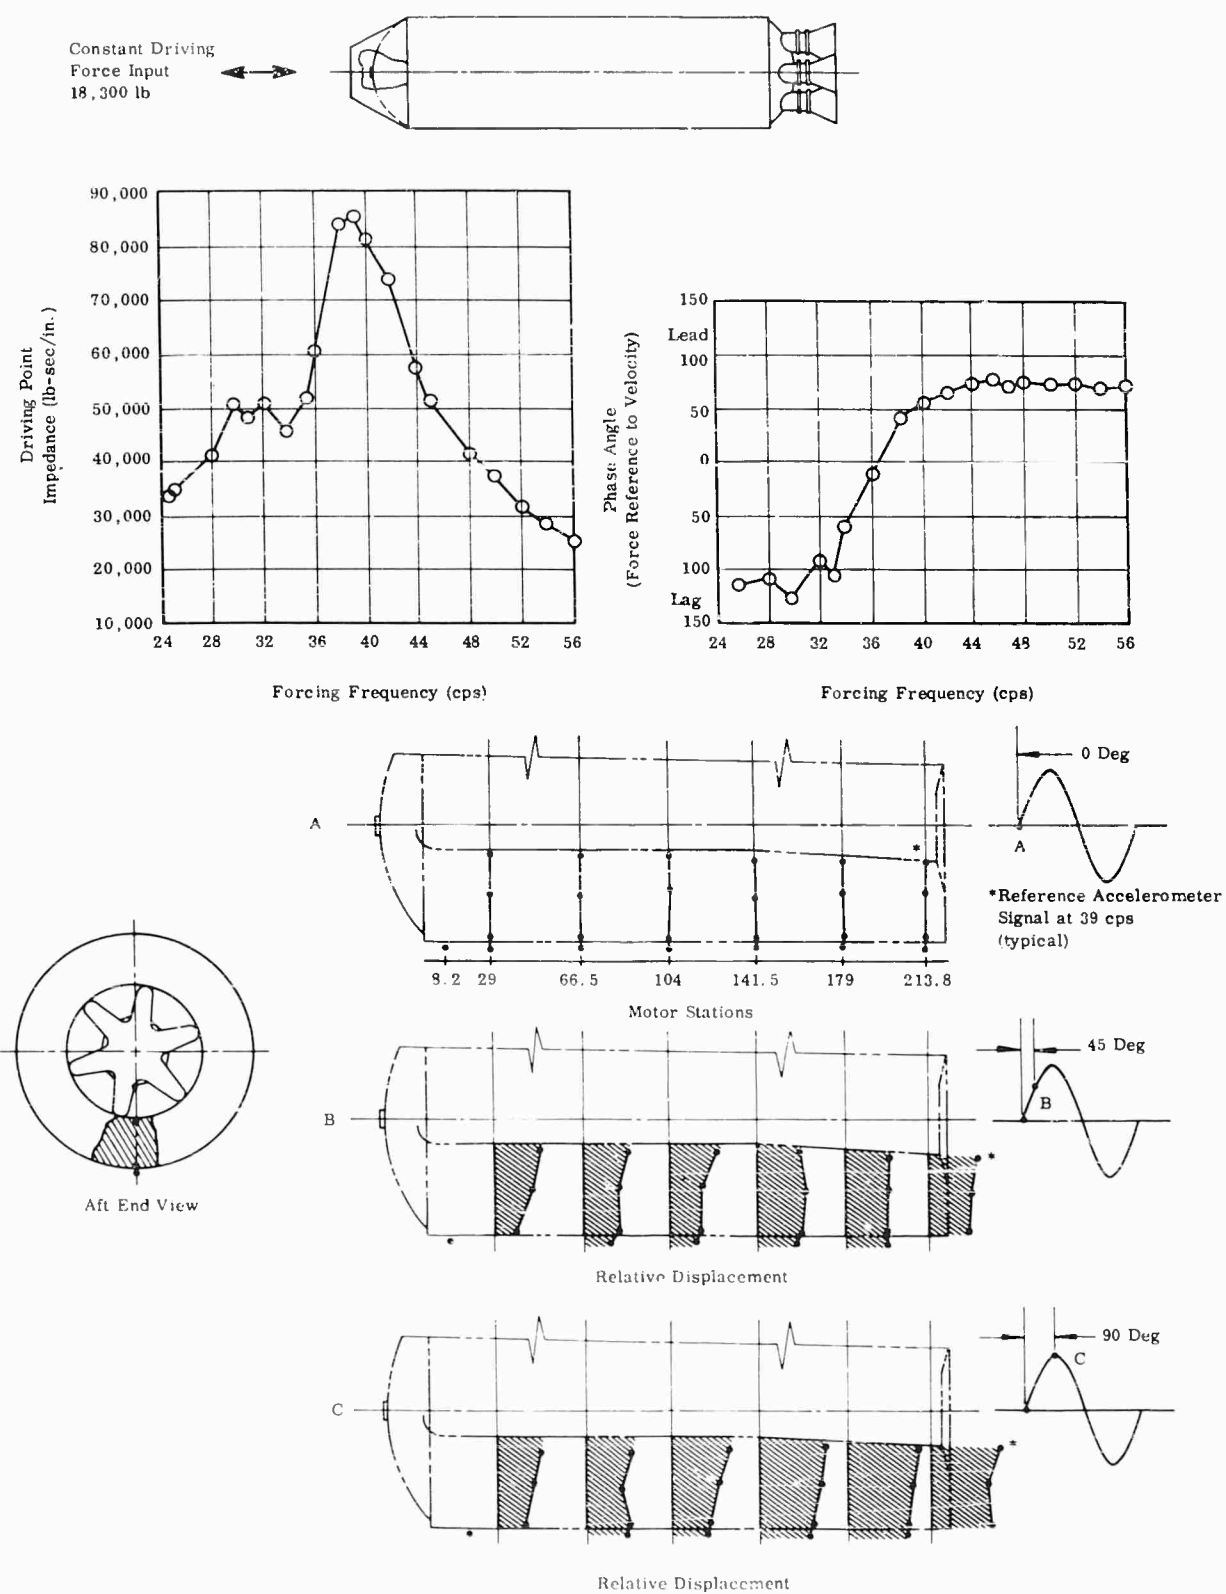 Constant Driving
Force Input
18,300 lb
90,000
80,000
70,000
60,000
50,000
40,000
30,000
20,000
10,000
Driving Point
Impedance (lb-sec/in.)
24 28 32 36 40 44 48 52 56
Forcing Frequency (cps)
150
Lead
100
50
0
50
100
Lag
150
Phase Angle
(Force Reference to Velocity)
24 28 32 36 40 44 48 52 56
Forcing Frequency (cps)
0 Deg
A
*
A
*Reference Accelerometer
Signal at 39 cps
(typical)
8.2 29 66.5 104 141.5 179 213.8
Motor Stations
45 Deg
B
B
*
Aft End View
Relative Displacement
90 Deg
C
C
*
Relative Displacement